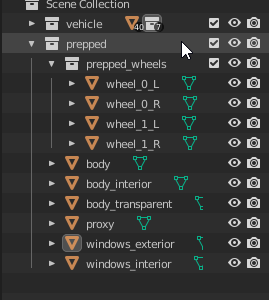 Scene Collection
vehicle 40 7
prepped
prepped_wheels
wheel_0_L
wheel_0_R
wheel_1_L
wheel_1_R
body
body_interior
body_transparent
proxy
windows_exterior
windows_interior